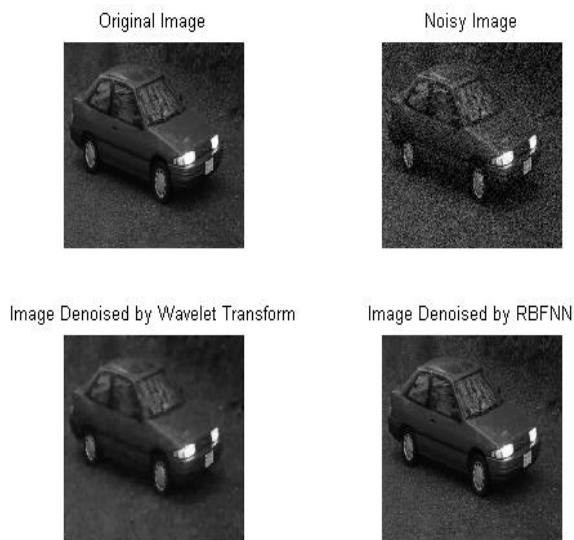 Original Image
Noisy Image
Image Denoised by Wavelet Transform
Image Denoised by RBFNN